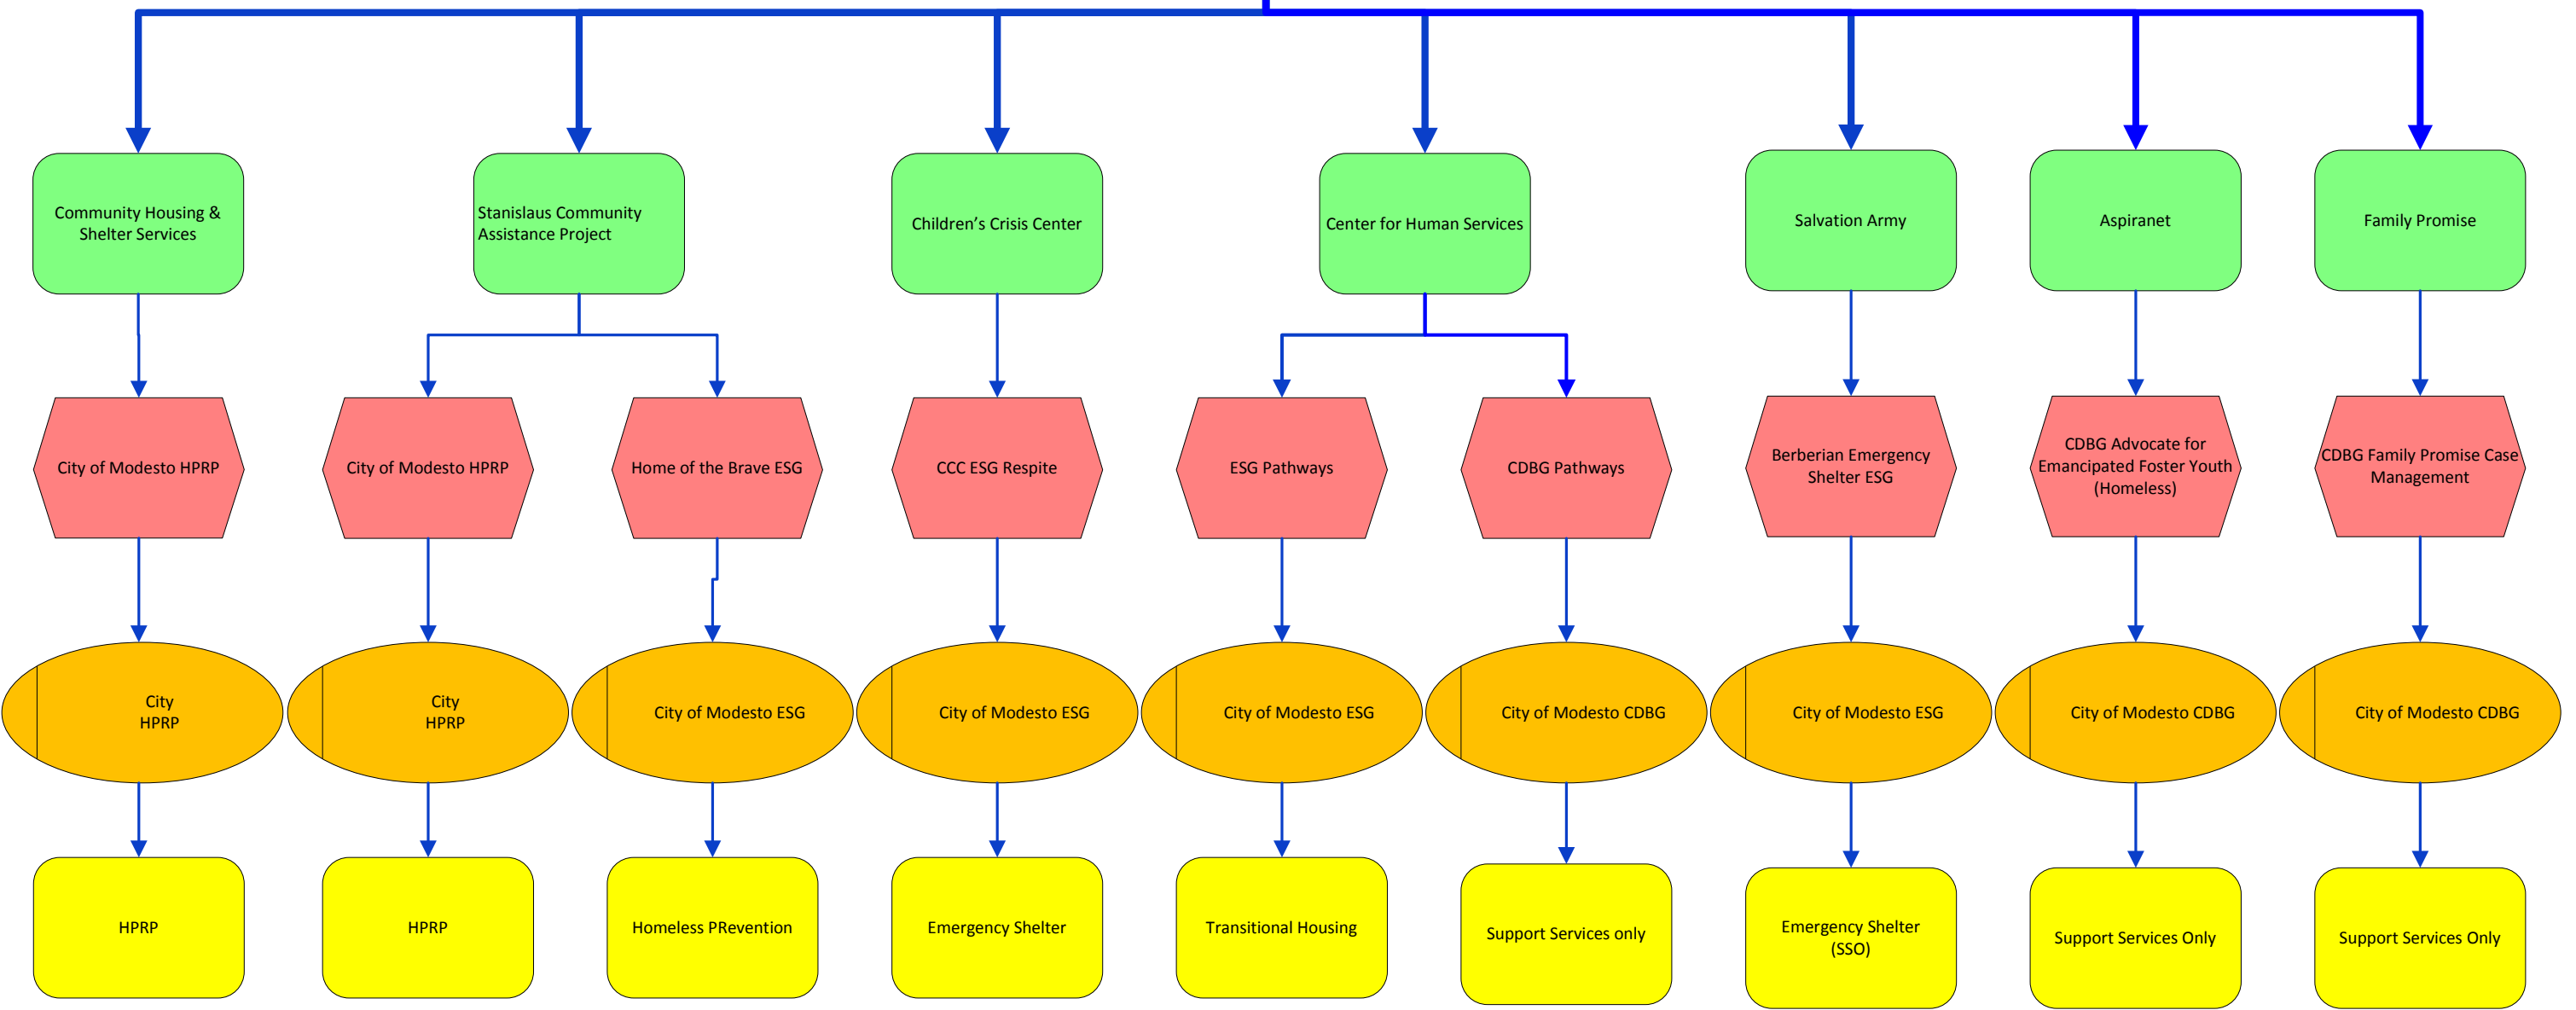 Community Housing &
Shelter Services
Stanislaus Community
Assistance Project
Children’s Crisis Center
Center for Human Services
Salvation Army
Aspiranet
Family Promise
City of Modesto HPRP
City of Modesto HPRP
Home of the Brave ESG
CCC ESG Respite
ESG Pathways
CDBG Pathways
Berberian Emergency
Shelter ESG
CDBG Advocate for
Emancipated Foster Youth
(Homeless)
CDBG Family Promise Case
Management
City
HPRP
City
HPRP
City of Modesto ESG
City of Modesto ESG
City of Modesto ESG
City of Modesto CDBG
City of Modesto ESG
City of Modesto CDBG
City of Modesto CDBG
HPRP
HPRP
Homeless PRevention
Emergency Shelter
Transitional Housing
Support Services only
Emergency Shelter
(SSO)
Support Services Only
Support Services Only